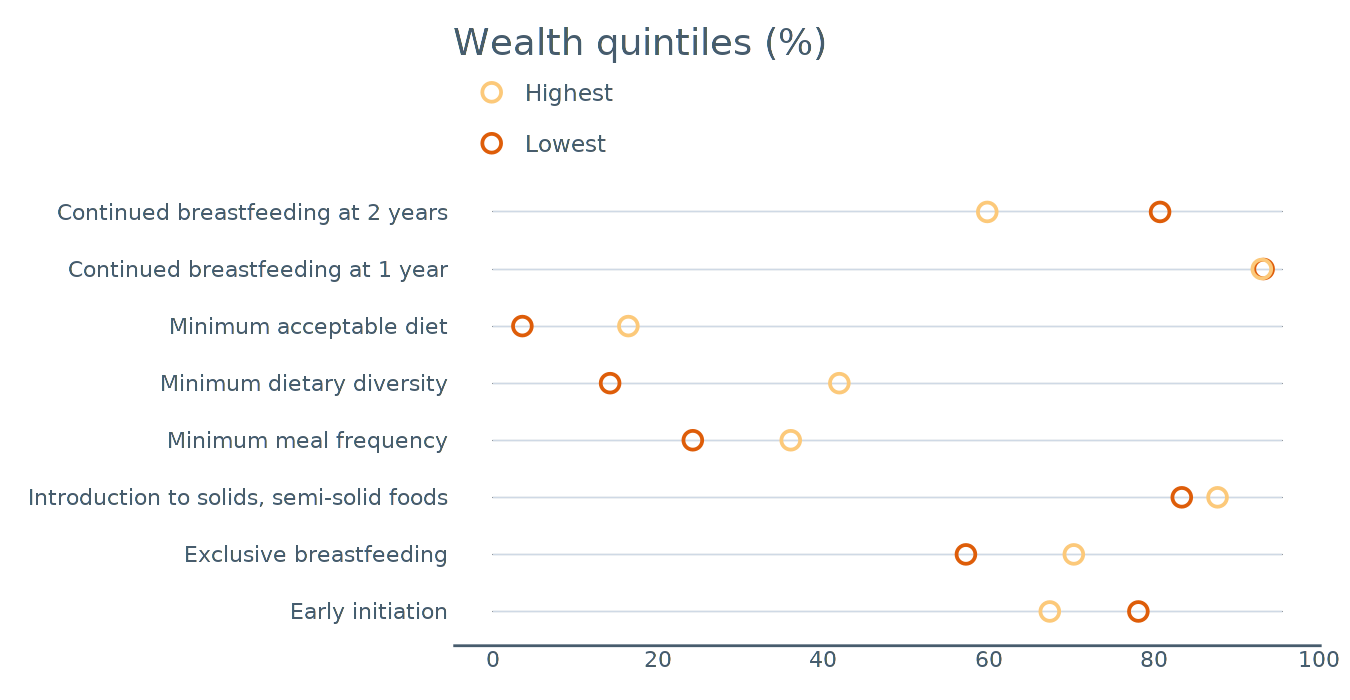 Wealth quintiles (%)
Highest
Lowest
Continued breastfeeding at 2 years
Continued breastfeeding at 1 year
Minimum acceptable diet
Minimum dietary diversity
Minimum meal frequency
Introduction to solids, semi-solid foods
Exclusive breastfeeding
Early initiation
0 20 40 60 80 100